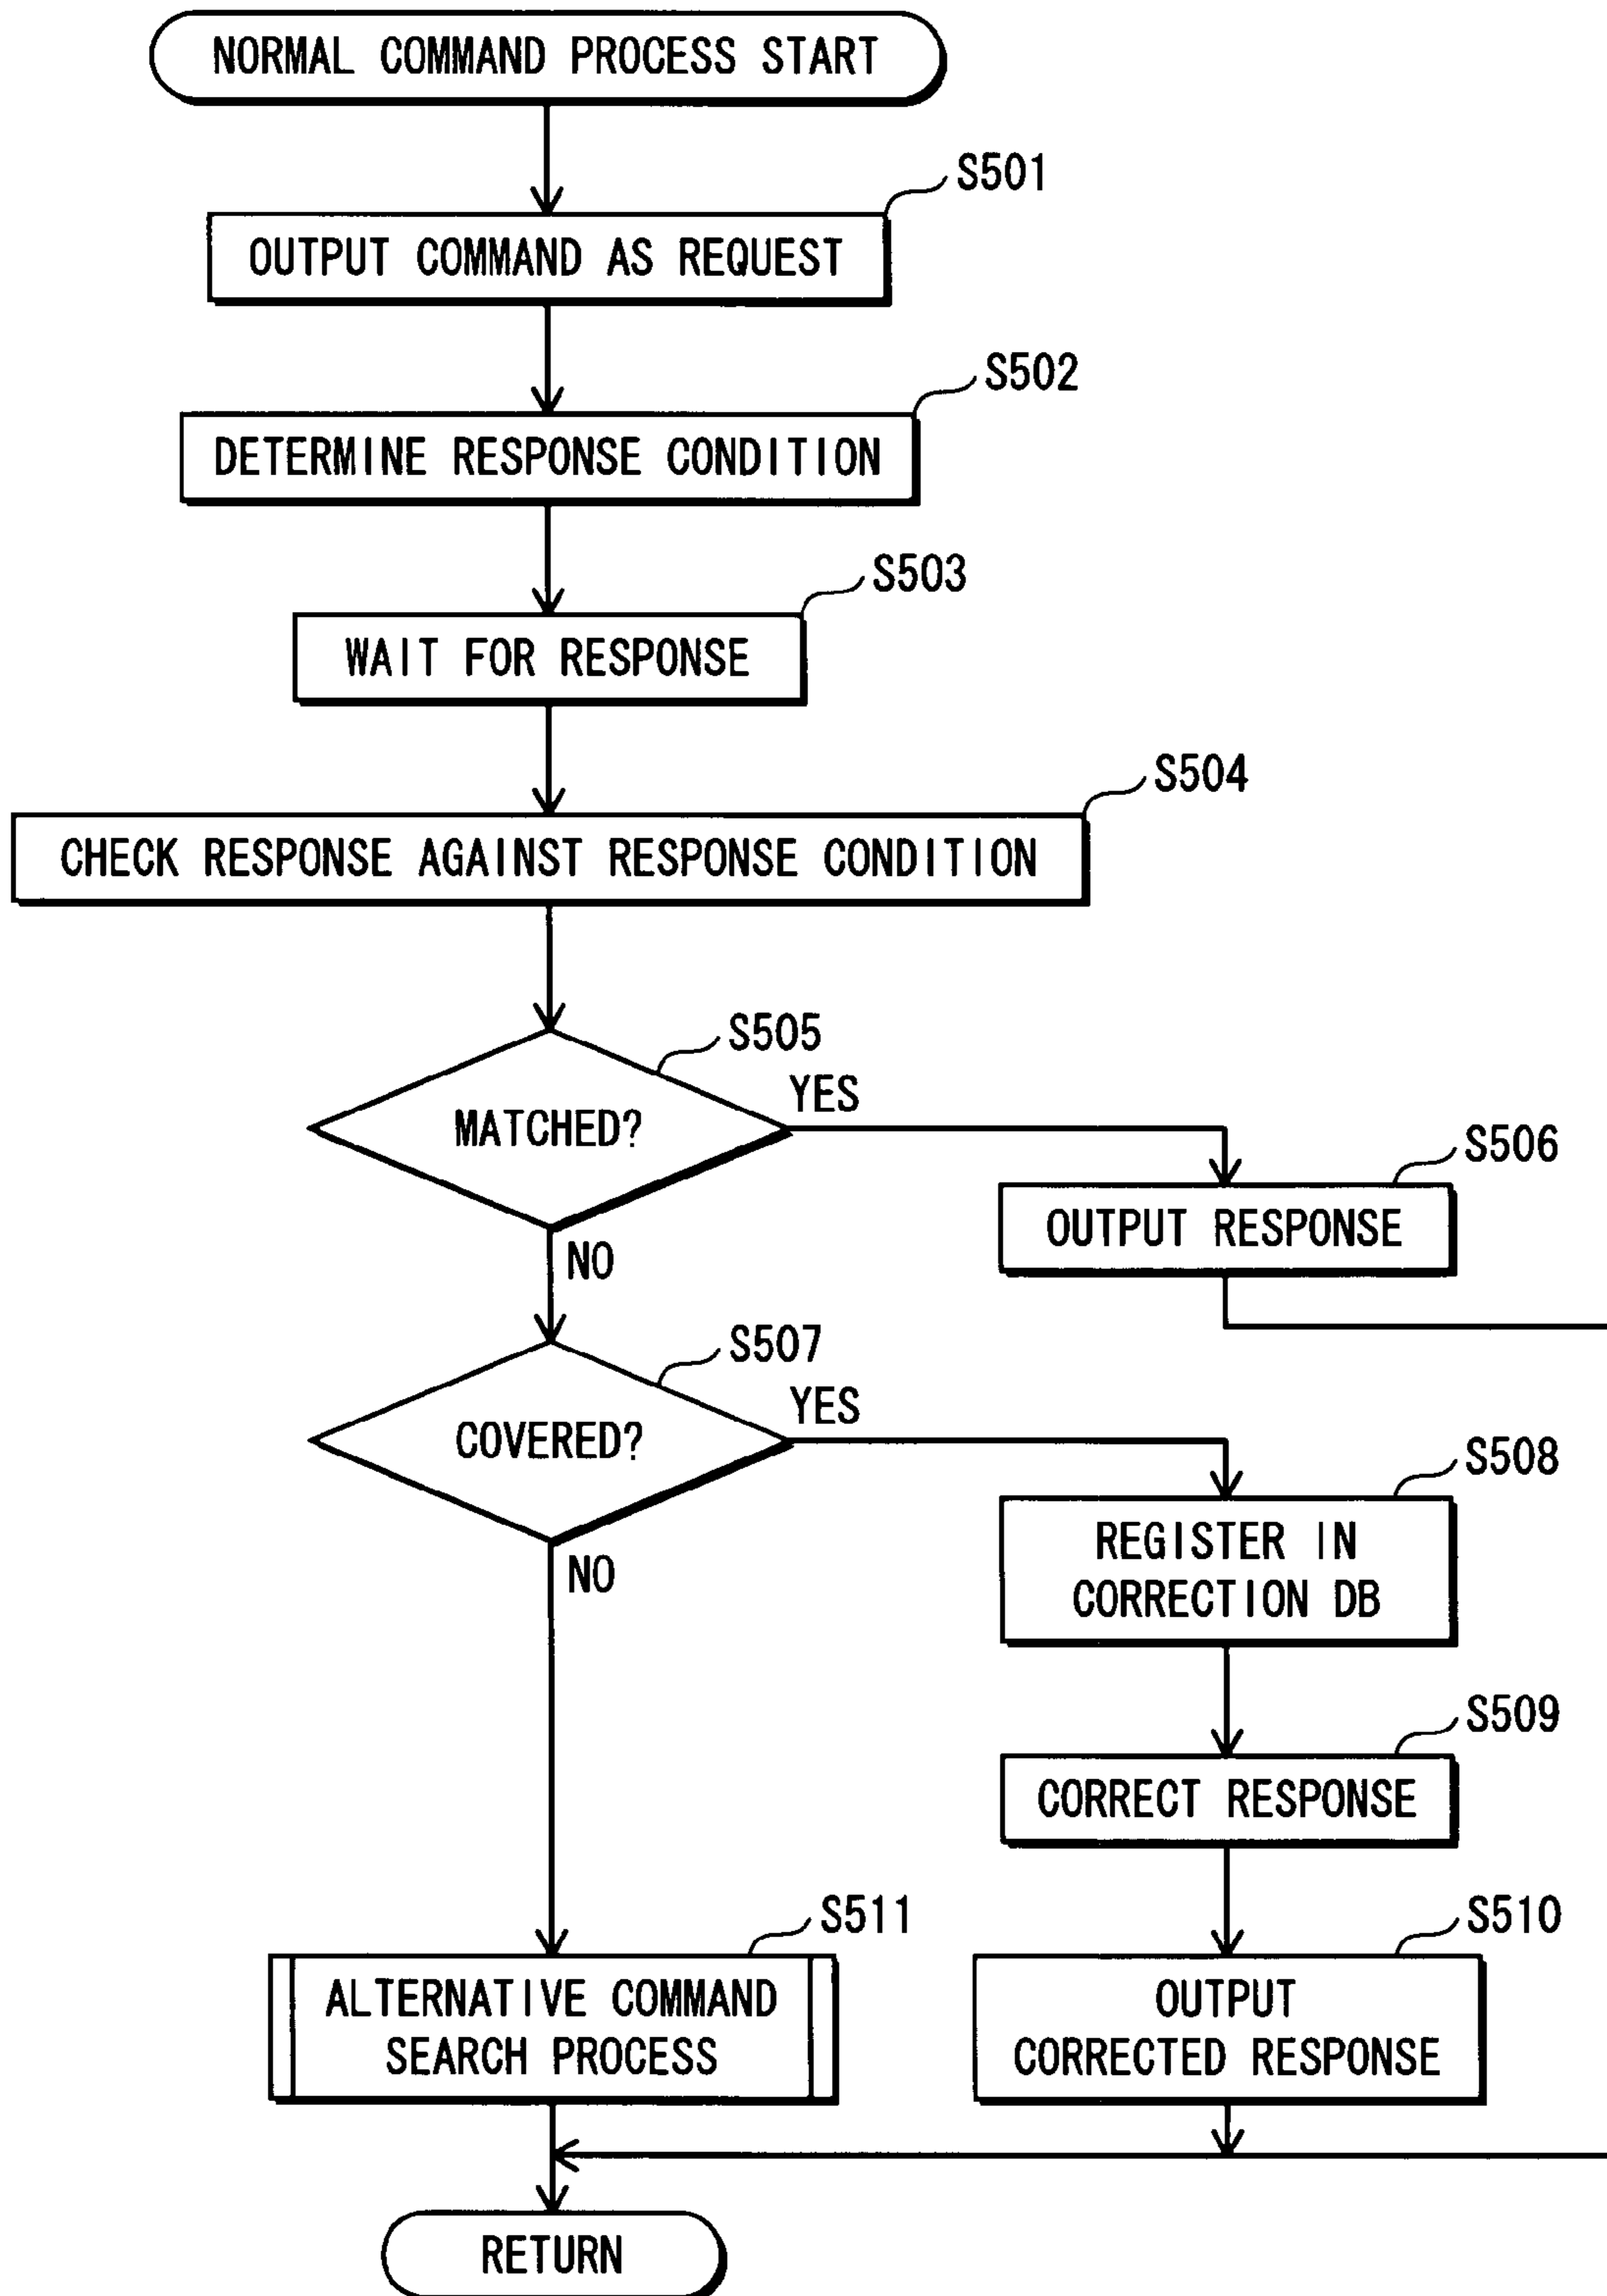 NORMAL COMMAND PROCESS START
S501
OUTPUT COMMAND AS REQUEST
S502
DETERMINE RESPONSE CONDITION
S503
WAIT FOR RESPONSE
S504
CHECK RESPONSE AGAINST RESPONSE CONDITION
S505
MATCHED?
YES
NO
S506
OUTPUT RESPONSE
S507
COVERED?
YES
NO
S508
REGISTER IN
CORRECTION DB
S509
CORRECT RESPONSE
S510
OUTPUT
CORRECTED RESPONSE
S511
ALTERNATIVE COMMAND
SEARCH PROCESS
RETURN